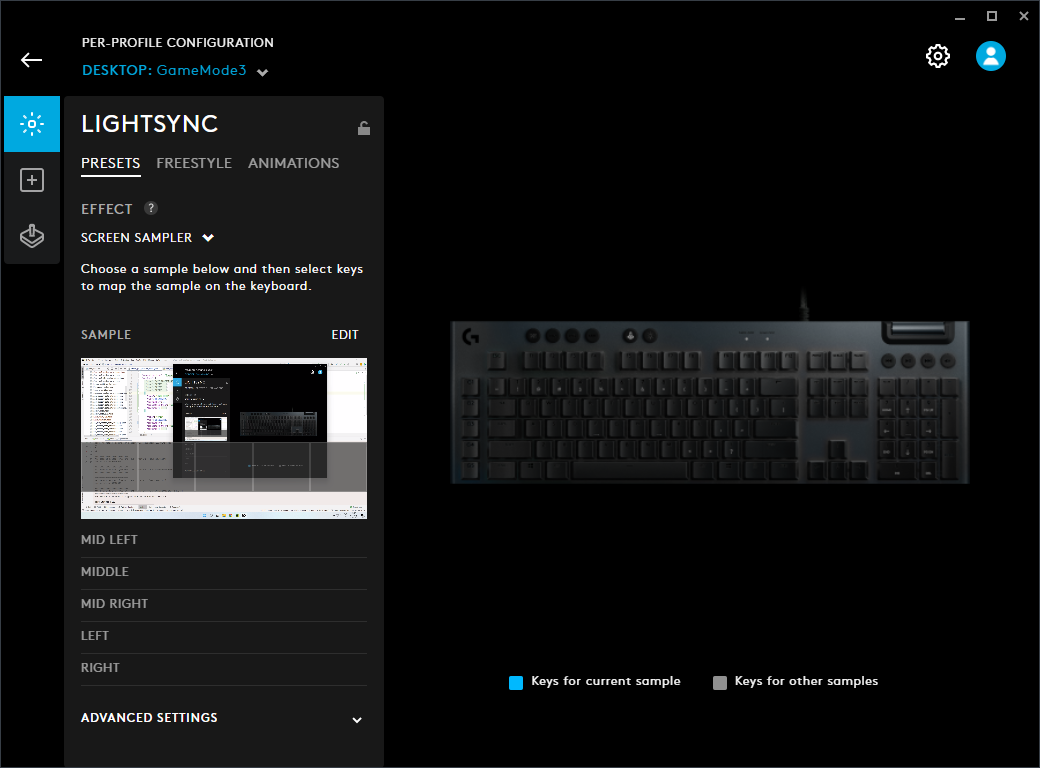 PER-PROFILE CONFIGURATION
DESKTOP: GameMode3
LIGHTSYNC
PRESETS FREESTYLE ANIMATIONS
EFFECT ?
SCREEN SAMPLER
Choose a sample below and then select keys
to map the sample on the keyboard.
SAMPLE EDIT
MID LEFT
MIDDLE
MID RIGHT
LEFT
RIGHT
ADVANCED SETTINGS
Keys for current sample Keys for other samples